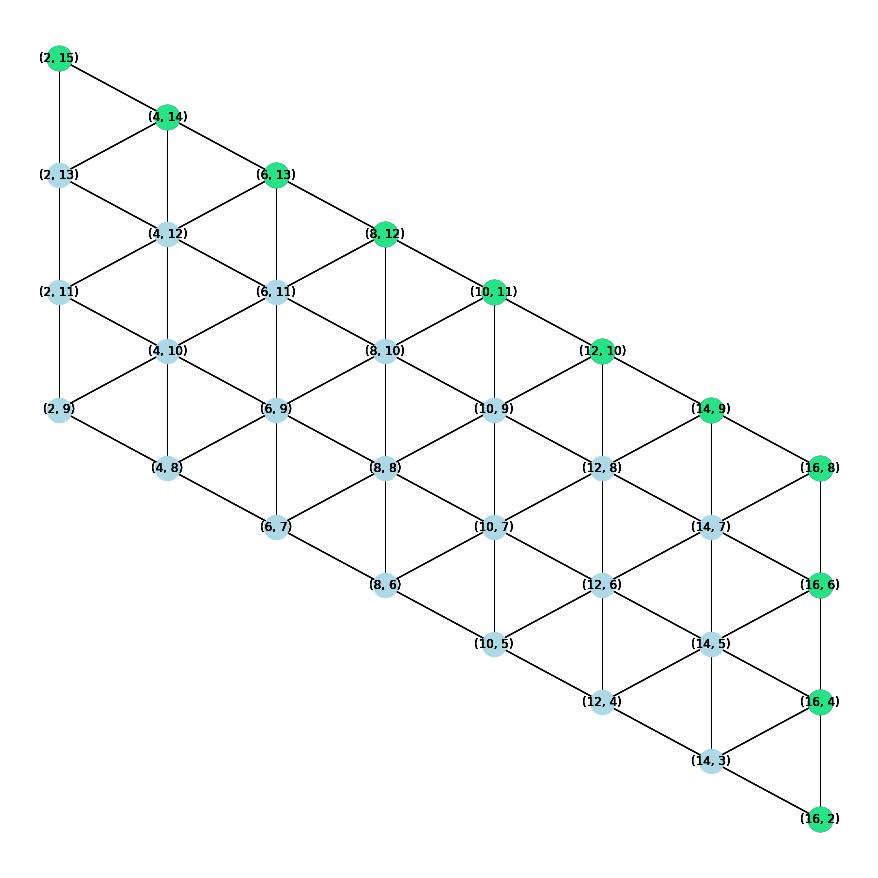 (2, 15)
(4, 14)
(2, 13) (6, 13)
(4, 12) (8, 12)
(2, 11) (6, 11) (10, 11)
(4, 10) (8, 10) (12, 10)
(2, 9) (6, 9) (10, 9) (14, 9)
(4, 8) (8, 8) (12, 8) (16, 8)
(6, 7) (10, 7) (14, 7)
(8, 6) (12, 6) (16, 6)
(10, 5) (14, 5)
(12, 4) (16, 4)
(14, 3)
(16, 2)